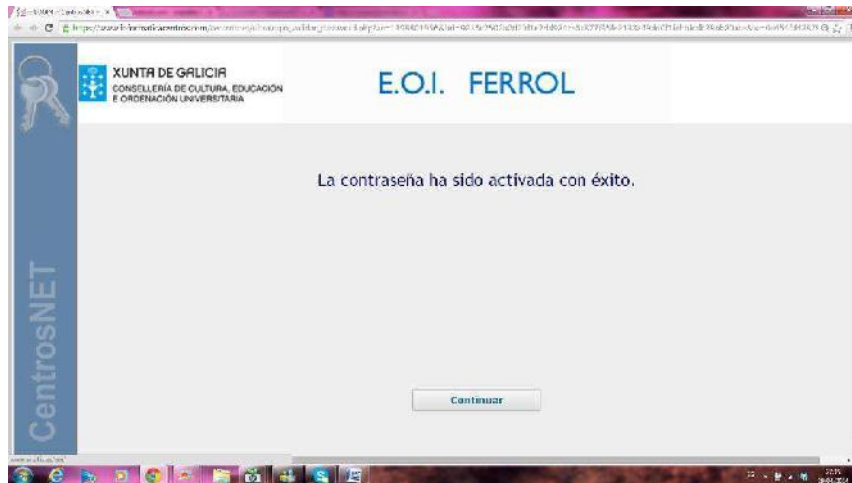 XUNTA DE GALICIA
CONSELLERÍA DE CULTURA, EDUCACIÓN
E ORDENACIÓN UNIVERSITARIA
E.O.I. FERROL
La contraseña ha sido activada con éxito.
CentrosNET
Continuar